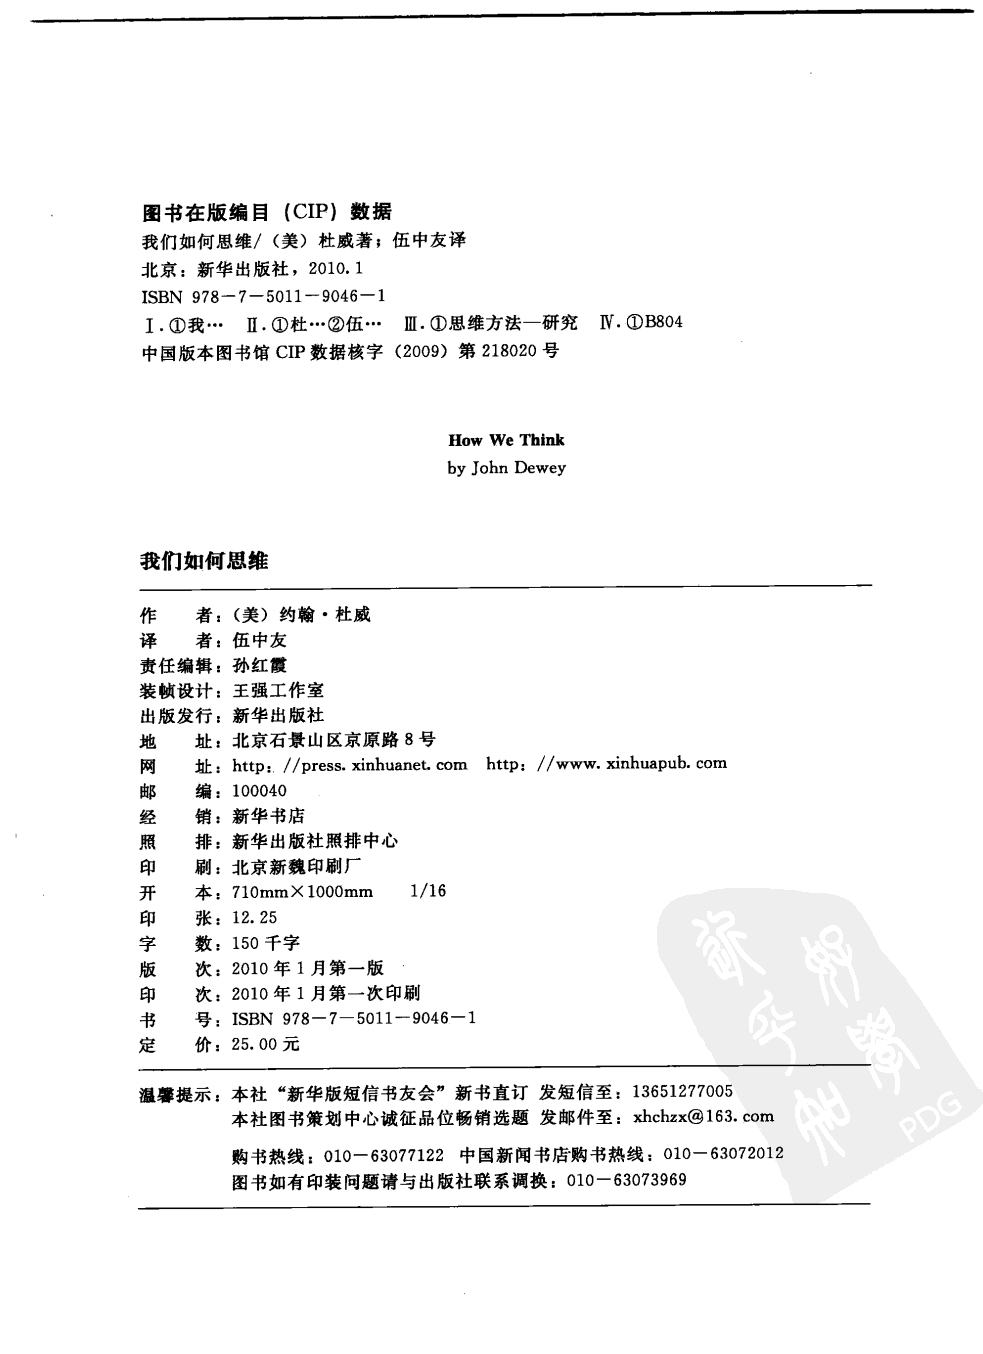 图书在版编目（CIP）数据
我们如何思维/（美）杜威著；伍中友译
北京：新华出版社，2010.1
ISBN 978－7－5011－9046－1
Ⅰ.①我… Ⅱ.①杜…②伍… Ⅲ.①思维方法—研究 Ⅳ.①B804
中国版本图书馆 CIP 数据核字（2009）第 218020 号
How We Think
by John Dewey
我们如何思维
作 者：（美）约翰·杜威
译 者：伍中友
责任编辑：孙红霞
装帧设计：王强工作室
出版发行：新华出版社
地 址：北京石景山区京原路 8 号
网 址：http：//press. xinhuanet. com http：//www. xinhuapub. com
邮 编：100040
经 销：新华书店
照 排：新华出版社照排中心
印 刷：北京新魏印刷厂
开 本：710mm×1000mm 1/16
印 张：12.25
字 数：150 千字
版 次：2010 年 1 月第一版
印 次：2010 年 1 月第一次印刷
书 号：ISBN 978－7－5011－9046－1
定 价：25.00 元
温馨提示：本社“新华版短信书友会”新书直订 发短信至：13651277005
本社图书策划中心诚征品位畅销选题 发邮件至：xhchzx@163. com
购书热线：010－63077122 中国新闻书店购书热线：010－63072012
图书如有印装问题请与出版社联系调换：010－63073969
PDG